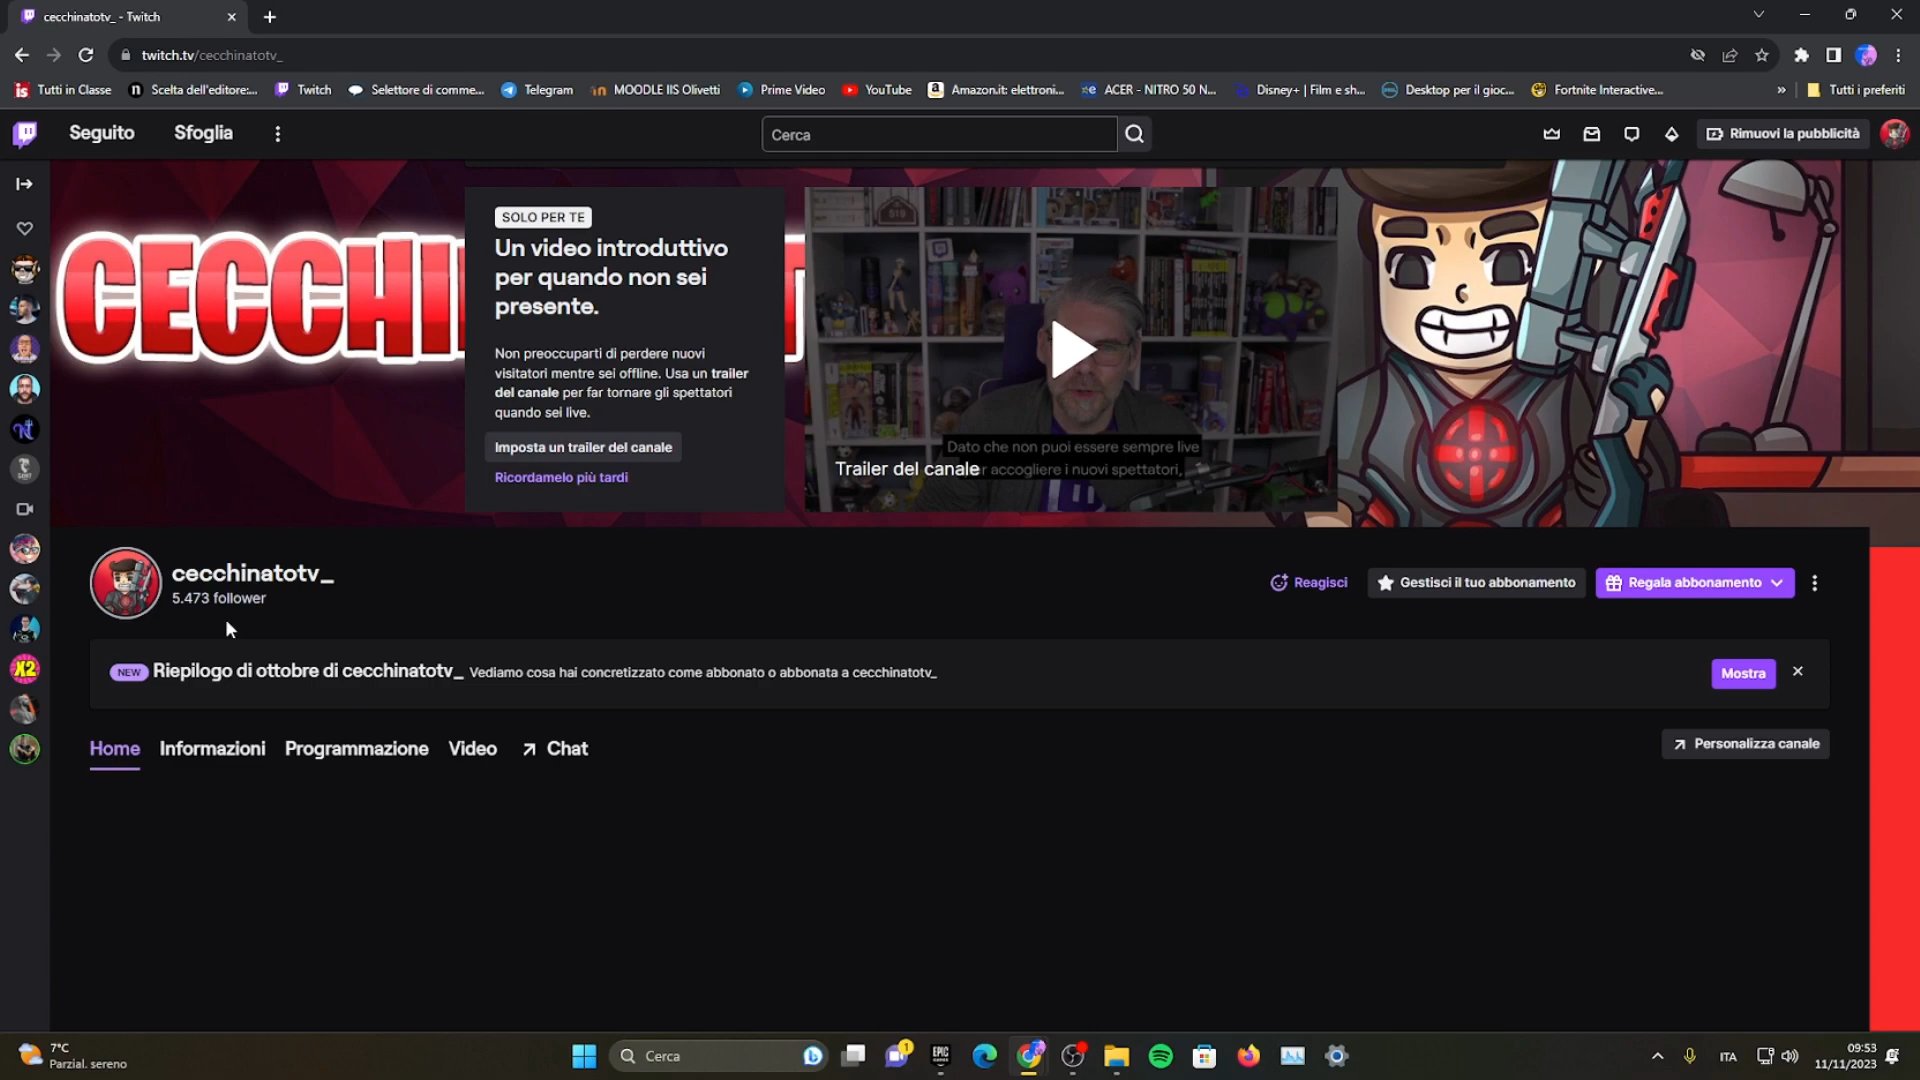 cecchinatotv_ - Twitch
twitch.tv/cecchinatotv_
Tutti in Classe
Scelta dell'editore:...
Twitch
Selettore di comme...
Telegram
MOODLE IIS Olivetti
Prime Video
YouTube
Amazon.it: elettroni...
ACER - NITRO 50 N...
Disney+ | Film e sh...
Desktop per il gioc...
Fortnite Interactive...
»
Tutti i preferiti
Seguito
Sfoglia
Cerca
Rimuovi la pubblicità
SOLO PER TE
Un video introduttivo
per quando non sei
presente.
Non preoccuparti di perdere nuovi
visitatori mentre sei offline. Usa un trailer
del canale per far tornare gli spettatori
quando sei live.
Imposta un trailer del canale
Ricordamelo più tardi
Dato che non puoi essere sempre live
Trailer del canale
r accogliere i nuovi spettatori,
cecchinatotv_
5.473 follower
Reagisci
Gestisci il tuo abbonamento
Regala abbonamento
NEW Riepilogo di ottobre di cecchinatotv_ Vediamo cosa hai concretizzato come abbonato o abbonata a cecchinatotv_
Mostra
Home
Informazioni
Programmazione
Video
Chat
Personalizza canale
X2
7°C
Parzial. sereno
Cerca
1
EPIC
ITA
09:53
11/11/2023